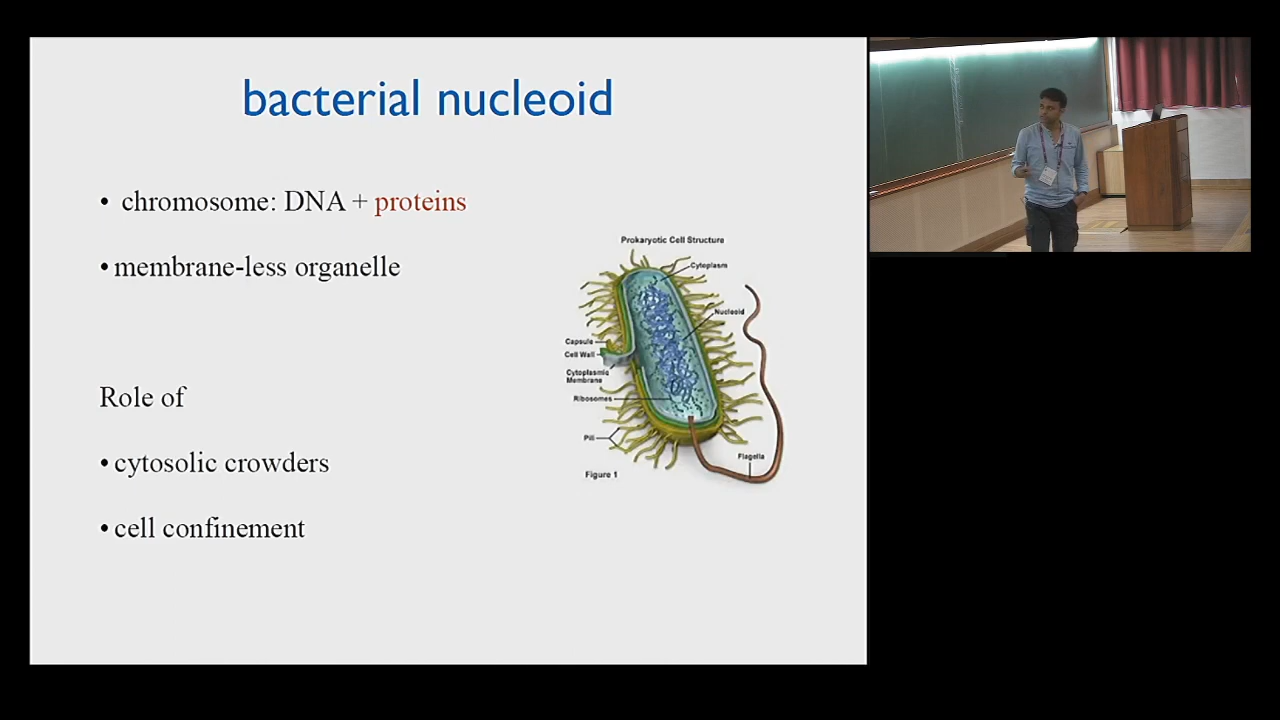 bacterial nucleoid
• chromosome: DNA + proteins
• membrane-less organelle
Role of
• cytosolic crowders
• cell confinement
Prokaryotic Cell Structure
Cytoplasm
Nucleoid
Capsule
Cell Wall
Cytoplasmic
Membrane
Ribosomes
Pili
Flagella
Figure 1